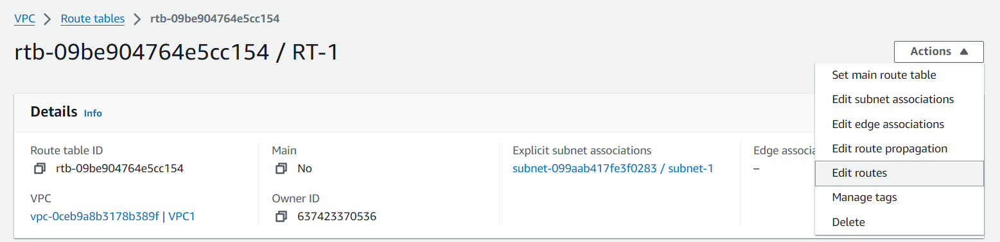 VPC > Route tables > rtb-09be904764e5cc154
rtb-09be904764e5cc154 / RT-1
Actions
Set main route table
Edit subnet associations
Edit edge associations
Edit route propagation
Edit routes
Manage tags
Delete
Details Info
Route table ID
rtb-09be904764e5cc154
Main
No
Explicit subnet associations
subnet-099aab417fe3f0283 / subnet-1
Edge associa
–
VPC
vpc-0ceb9a8b3178b389f | VPC1
Owner ID
637423370536